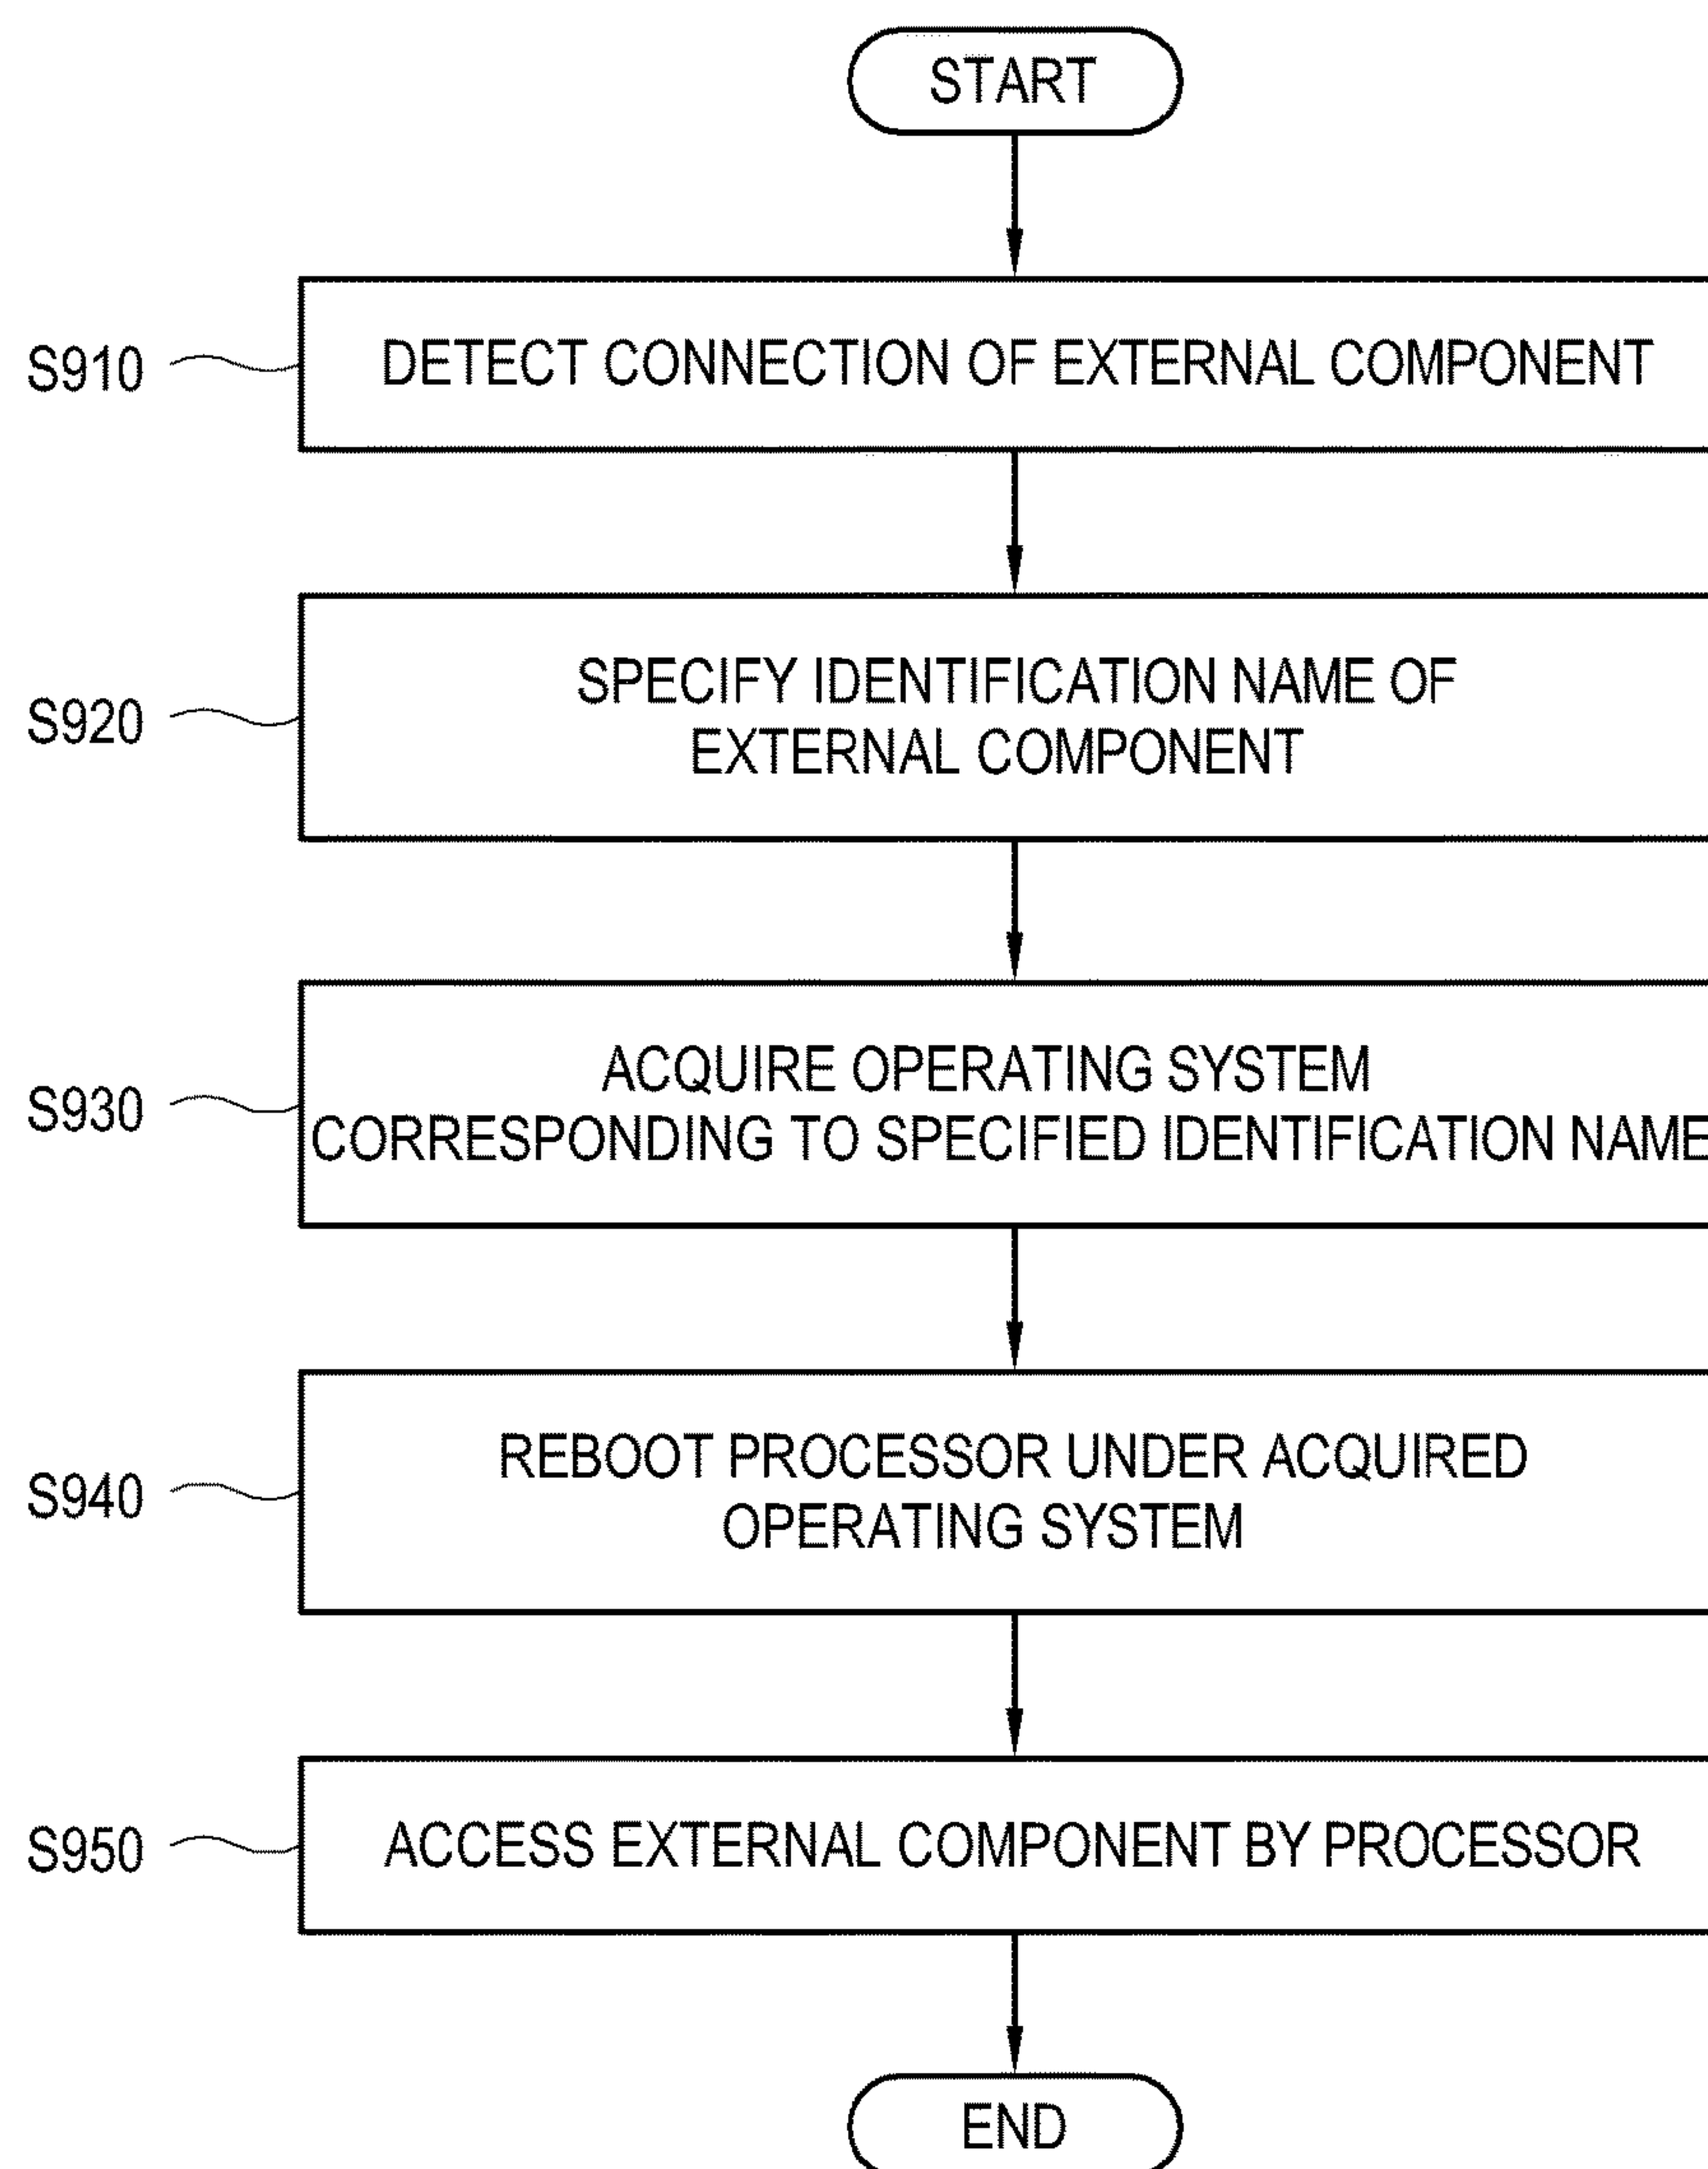 START
S910
DETECT CONNECTION OF EXTERNAL COMPONENT
S920
SPECIFY IDENTIFICATION NAME OF
EXTERNAL COMPONENT
S930
ACQUIRE OPERATING SYSTEM
CORRESPONDING TO SPECIFIED IDENTIFICATION NAME
S940
REBOOT PROCESSOR UNDER ACQUIRED
OPERATING SYSTEM
S950
ACCESS EXTERNAL COMPONENT BY PROCESSOR
END